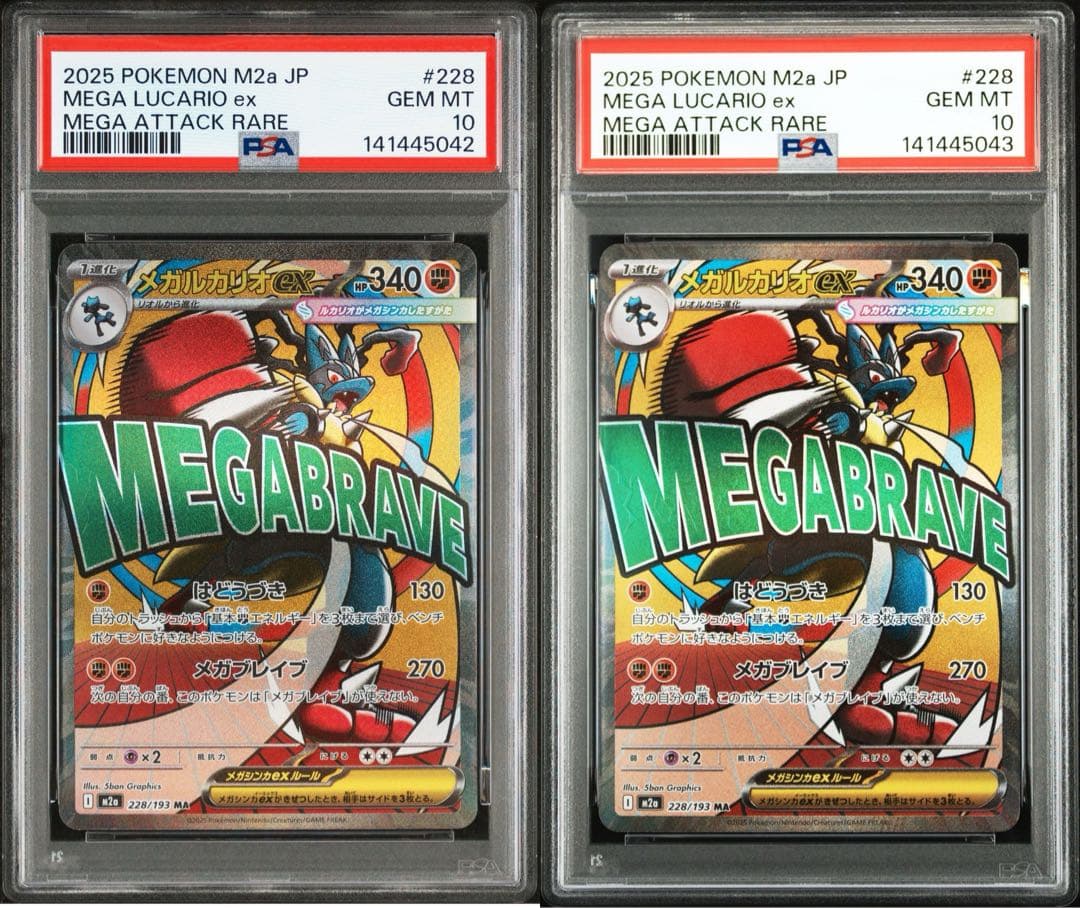 2025 POKEMON M2a JP #228
MEGA LUCARIO ex GEM MT
MEGA ATTACK RARE 10
PSA 141445042
1進化
メガルカリオex HP340
リオルから進化
ルカリオがメガシンカしたすがた
MEGABRAVE
はどうづき 130
自分のトラッシュから「基本エネルギー」を3枚まで選び、ベンチ
ポケモンに好きなようにつける。
メガブレイブ 270
次の自分の番、このポケモンは「メガブレイブ」が使えない。
弱点 ×2 抵抗力 にげる
メガシンカexルール
メガシンカexがきぜつしたとき、相手はサイドを3枚とる。
Illus. 5ban Graphics
I M2a 228/193 MA
©2025 Pokémon/Nintendo/Creatures/GAME FREAK.
21 PSA
2025 POKEMON M2a JP #228
MEGA LUCARIO ex GEM MT
MEGA ATTACK RARE 10
PSA 141445043
1進化
メガルカリオex HP340
リオルから進化
ルカリオがメガシンカしたすがた
MEGABRAVE
はどうづき 130
自分のトラッシュから「基本エネルギー」を3枚まで選び、ベンチ
ポケモンに好きなようにつける。
メガブレイブ 270
次の自分の番、このポケモンは「メガブレイブ」が使えない。
弱点 ×2 抵抗力 にげる
メガシンカexルール
メガシンカexがきぜつしたとき、相手はサイドを3枚とる。
Illus. 5ban Graphics
I M2a 228/193 MA
©2025 Pokémon/Nintendo/Creatures/GAME FREAK.
21 PSA